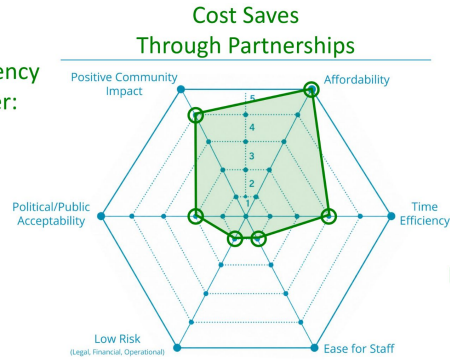 Cost Saves
Through Partnerships
ency
er:
Positive Community
Impact
Affordability
5
4
3
2
1
Political/Public
Acceptability
Time
Efficiency
Low Risk
(Legal, Financial, Operational)
Ease for Staff